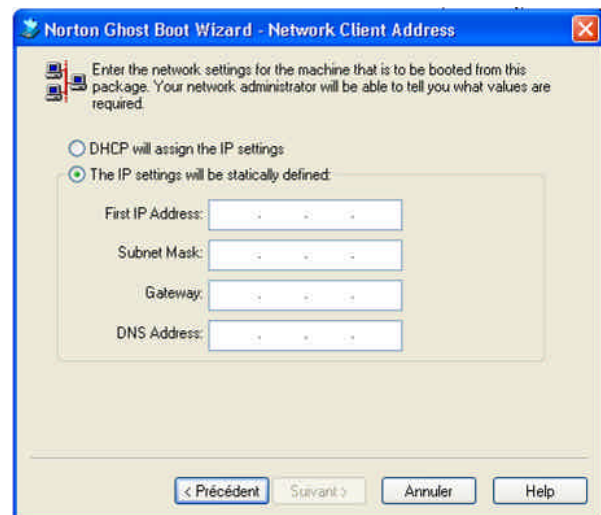 Norton Ghost Boot Wizard - Network Client Address
Enter the network settings for the machine that is to be booted from this
package. Your network administrator will be able to tell you what values are
required.
DHCP will assign the IP settings
The IP settings will be statically defined:
First IP Address:
Subnet Mask:
Gateway:
DNS Address:
< Précédent Suivant > Annuler Help